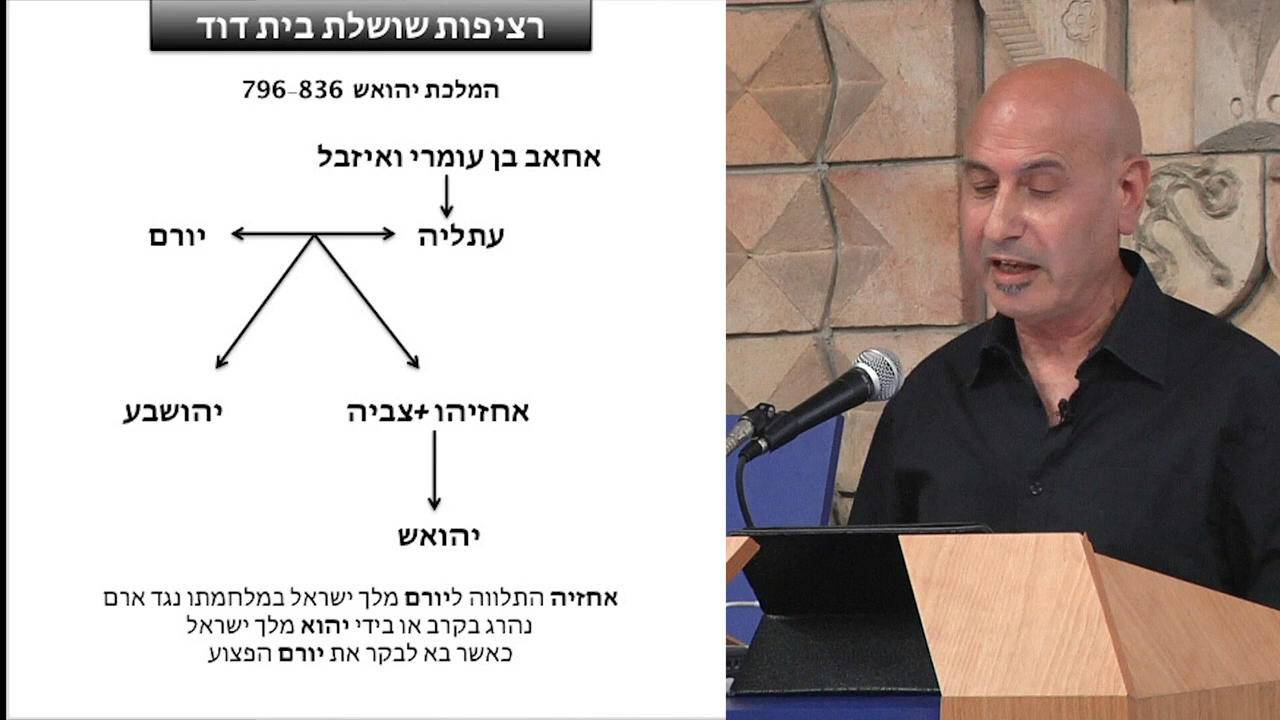 רציפות שושלת בית דוד
המלכת יהואש 836–796
אחאב בן עומרי ואיזבל
עתליה
יורם
אחזיהו +צביה
יהושבע
יהואש
אחזיה התלווה ליורם מלך ישראל במלחמתו נגד ארם
נהרג בקרב או בידי יהוא מלך ישראל
כאשר בא לבקר את יורם הפצוע